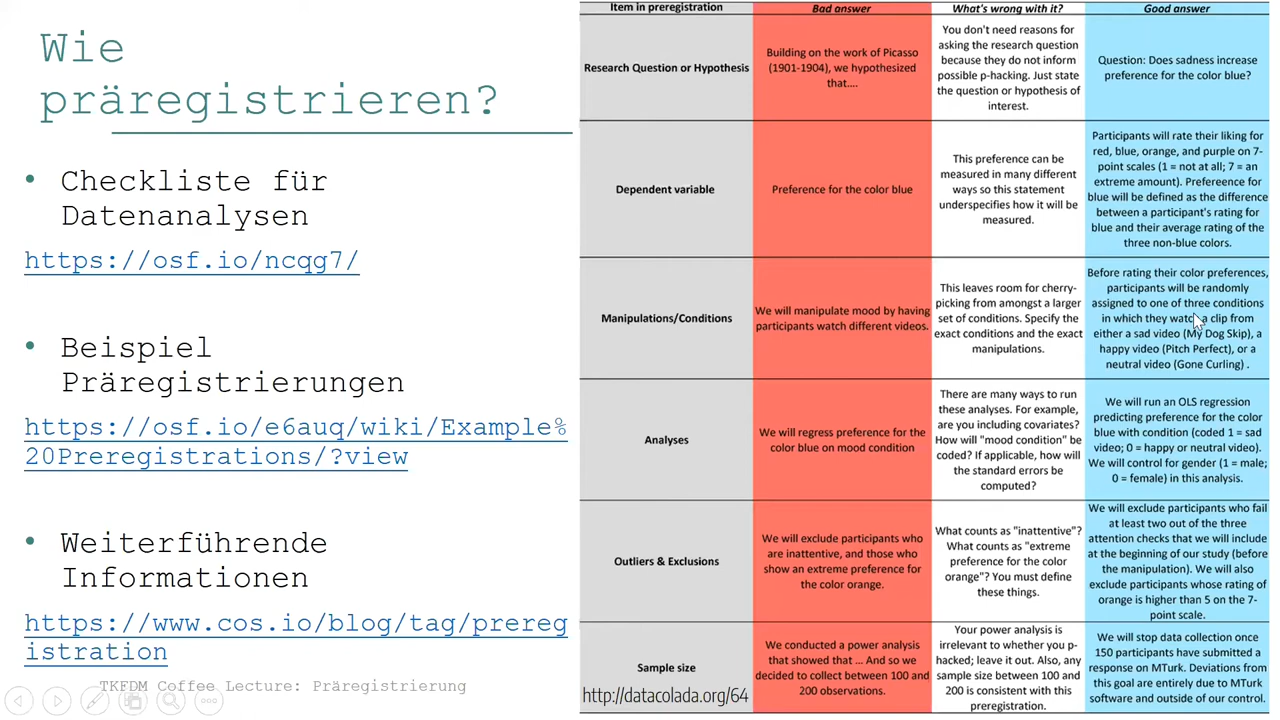 Wie
präregistrieren?
• Checkliste für
Datenanalysen
https://osf.io/ncqg7/
• Beispiel
Präregistrierungen
https://osf.io/e6auq/wiki/Example%
20Preregistrations/?view
• Weiterführende
Informationen
https://www.cos.io/blog/tag/prereg
istration
TKFDM Coffee Lecture: Präregistrierung
Item in preregistration
Bad answer
What's wrong with it?
Good answer
Research Question or Hypothesis
Building on the work of Picasso
(1901-1904), we hypothesized
that....
You don't need reasons for
asking the research question
because they do not inform
possible p-hacking. Just state
the question or hypothesis of
interest.
Question: Does sadness increase
preference for the color blue?
Dependent variable
Preference for the color blue
This preference can be
measured in many different
ways so this statement
underspecifies how it will be
measured.
Participants will rate their liking for
red, blue, orange, and purple on 7-
point scales (1 = not at all; 7 = an
extreme amount). Prefereence for
blue will be defined as the difference
between a participant's rating for
blue and their average rating of the
three non-blue colors.
Manipulations/Conditions
We will manipulate mood by having
participants watch different videos.
This leaves room for cherry-
picking from amongst a larger
set of conditions. Specify the
exact conditions and the exact
manipulations.
Before rating their color preferences,
participants will be randomly
assigned to one of three conditions
in which they watch a clip from
either a sad video (My Dog Skip), a
happy video (Pitch Perfect), or a
neutral video (Gone Curling) .
Analyses
We will regress preference for the
color blue on mood condition
There are many ways to run
these analyses. For example,
are you including covariates?
How will "mood condition" be
coded? If applicable, how will
the standard errors be
computed?
We will run an OLS regression
predicting preference for the color
blue with condition (coded 1 = sad
video; 0 = happy or neutral video).
We will control for gender (1 = male;
0 = female) in this analysis.
Outliers & Exclusions
We will exclude participants who
are inattentive, and those who
show an extreme preference for
the color orange.
What counts as "inattentive"?
What counts as "extreme
preference for the color
orange"? You must define
these things.
We will exclude participants who fail
at least two out of the three
attention checks that we will include
at the beginning of our study (before
the manipulation). We will also
exclude participants whose rating of
orange is higher than 5 on the 7-
point scale.
Sample size
http://datacolada.org/64
We conducted a power analysis
that showed that ... And so we
decided to collect between 100 and
200 observations.
Your power analysis is
irrelevant to whether you p-
hacked; leave it out. Also, any
sample size between 100 and
200 is consistent with this
preregistration.
We will stop data collection once
150 participants have submitted a
response on MTurk. Deviations from
this goal are entirely due to MTurk
software and outside of our control.